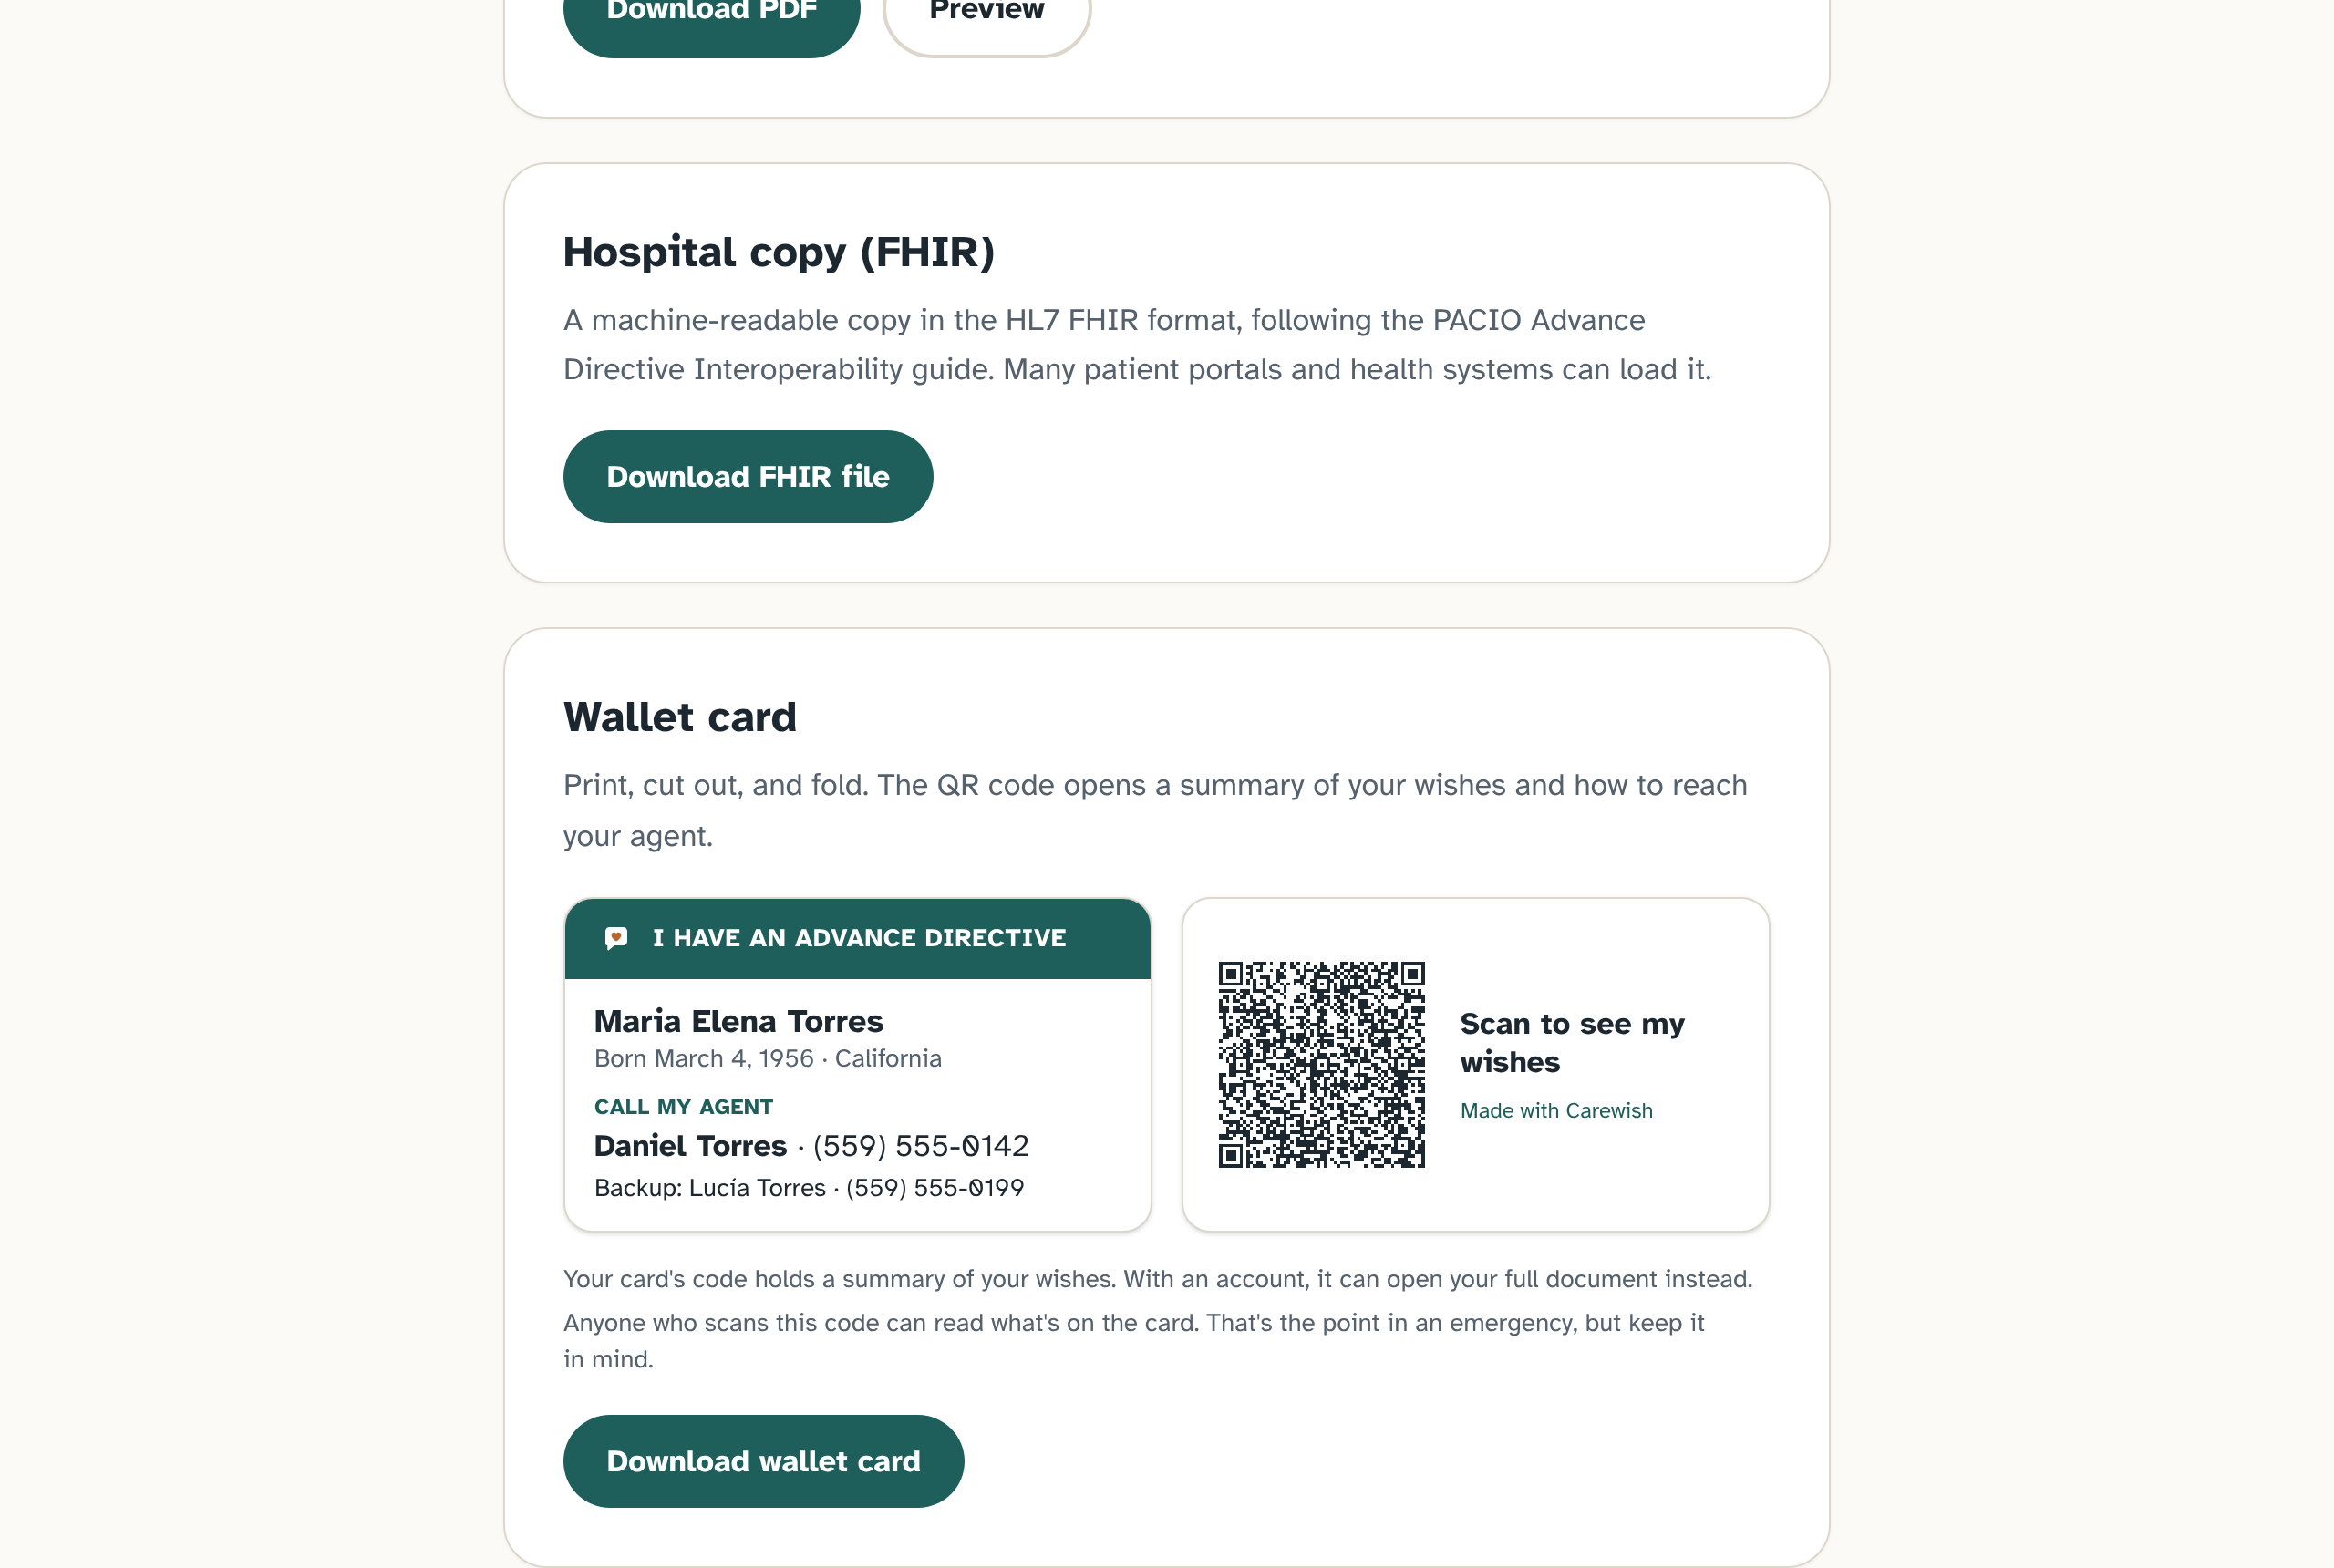 Download PDF
Preview
Hospital copy (FHIR)
A machine-readable copy in the HL7 FHIR format, following the PACIO Advance
Directive Interoperability guide. Many patient portals and health systems can load it.
Download FHIR file
Wallet card
Print, cut out, and fold. The QR code opens a summary of your wishes and how to reach
your agent.
I HAVE AN ADVANCE DIRECTIVE
Maria Elena Torres
Born March 4, 1956 · California
CALL MY AGENT
Daniel Torres · (559) 555-0142
Backup: Lucía Torres · (559) 555-0199
Scan to see my
wishes
Made with Carewish
Your card's code holds a summary of your wishes. With an account, it can open your full document instead.
Anyone who scans this code can read what's on the card. That's the point in an emergency, but keep it
in mind.
Download wallet card